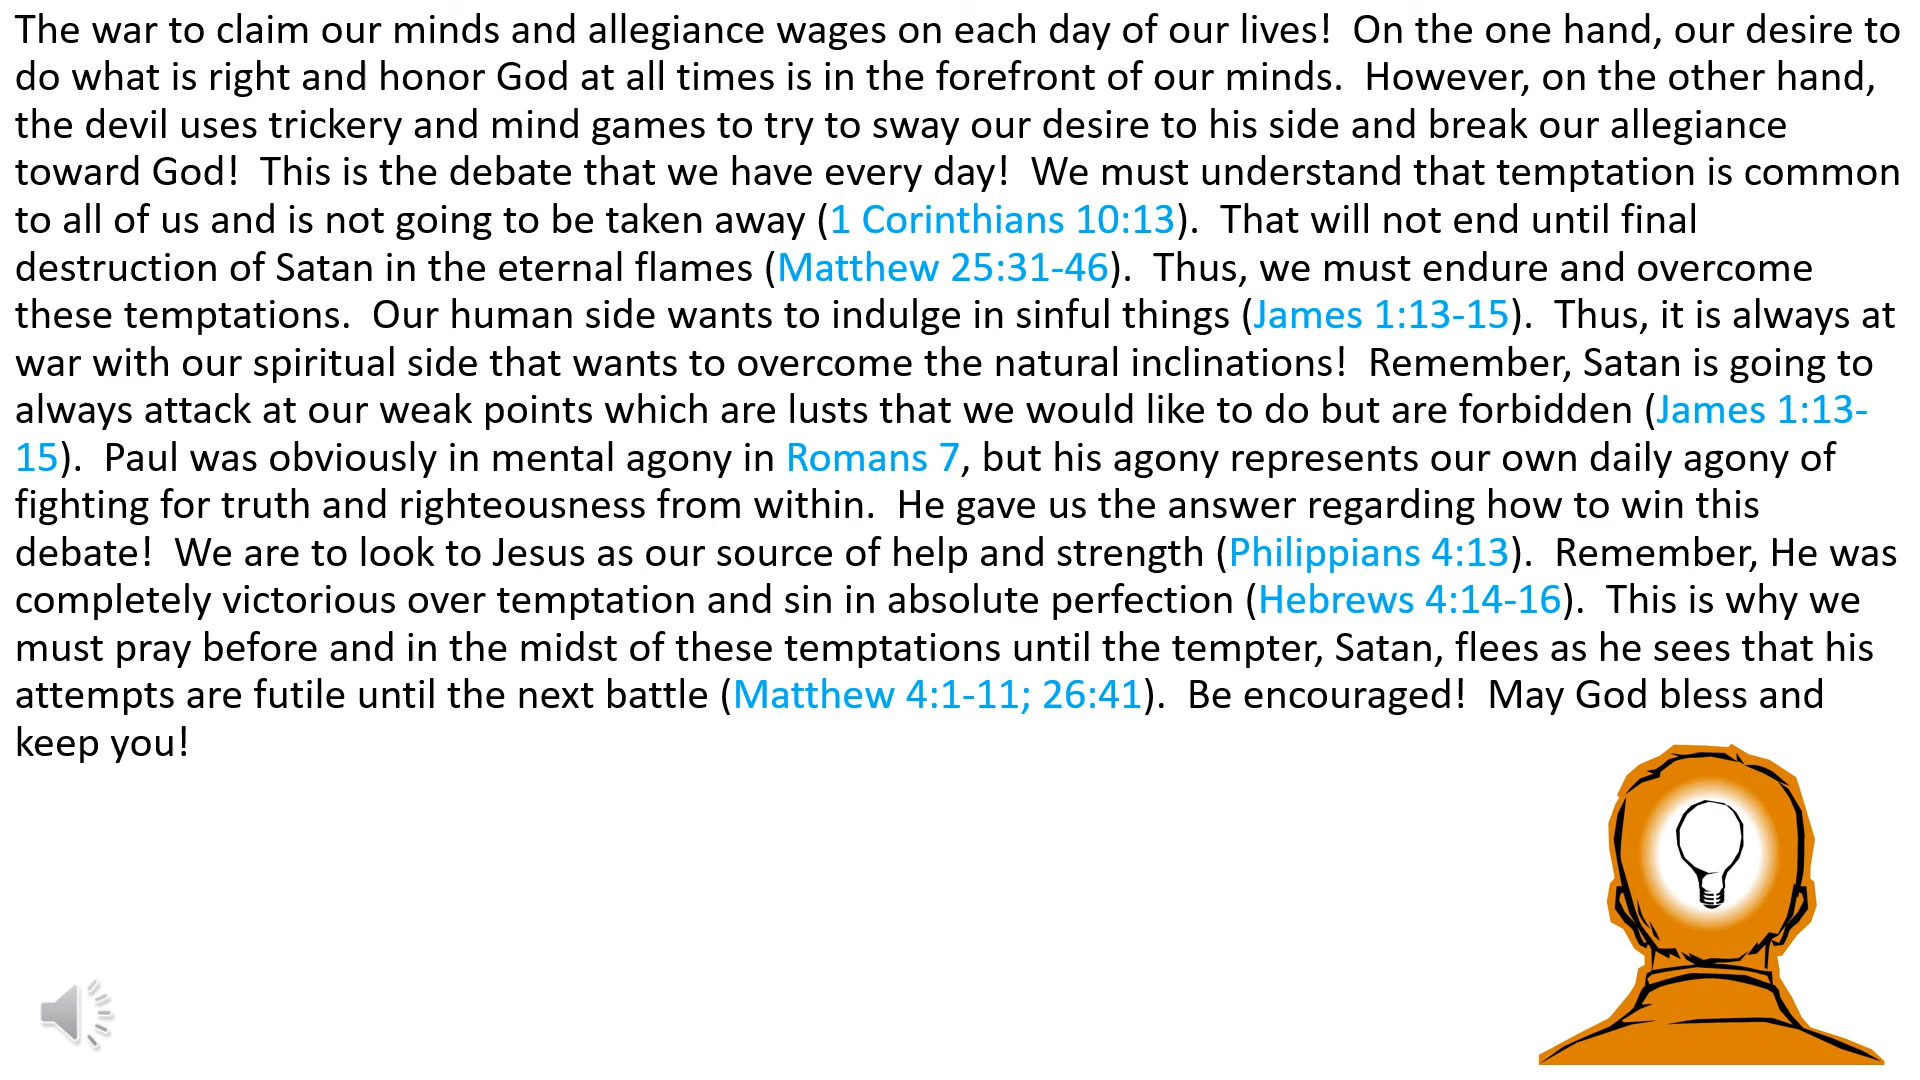 The war to claim our minds and allegiance wages on each day of our lives!  On the one hand, our desire to
do what is right and honor God at all times is in the forefront of our minds.  However, on the other hand,
the devil uses trickery and mind games to try to sway our desire to his side and break our allegiance
toward God!  This is the debate that we have every day!  We must understand that temptation is common
to all of us and is not going to be taken away (1 Corinthians 10:13).  That will not end until final
destruction of Satan in the eternal flames (Matthew 25:31-46).  Thus, we must endure and overcome
these temptations.  Our human side wants to indulge in sinful things (James 1:13-15).  Thus, it is always at
war with our spiritual side that wants to overcome the natural inclinations!  Remember, Satan is going to
always attack at our weak points which are lusts that we would like to do but are forbidden (James 1:13-
15).  Paul was obviously in mental agony in Romans 7, but his agony represents our own daily agony of
fighting for truth and righteousness from within.  He gave us the answer regarding how to win this
debate!  We are to look to Jesus as our source of help and strength (Philippians 4:13).  Remember, He was
completely victorious over temptation and sin in absolute perfection (Hebrews 4:14-16).  This is why we
must pray before and in the midst of these temptations until the tempter, Satan, flees as he sees that his
attempts are futile until the next battle (Matthew 4:1-11; 26:41).  Be encouraged!  May God bless and
keep you!